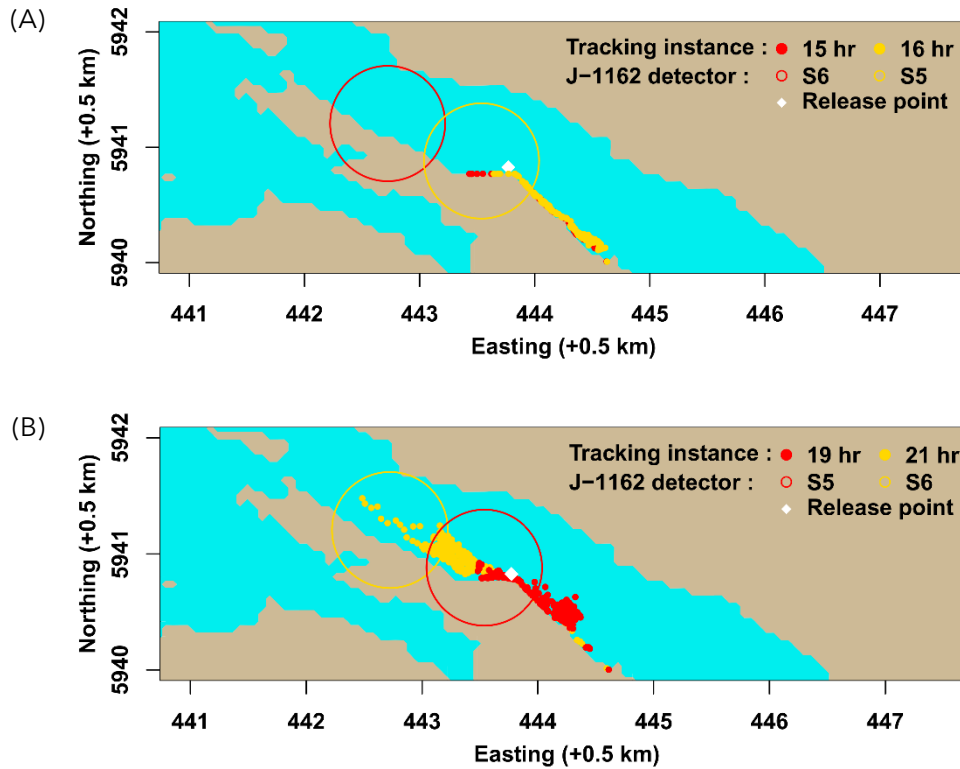 (A)
5942
5941
5940
Northing (+0.5 km)
Tracking instance : 15 hr 16 hr
J−1162 detector : S6 S5
Release point
441 442 443 444 445 446 447
Easting (+0.5 km)
(B)
5942
5941
5940
Northing (+0.5 km)
Tracking instance : 19 hr 21 hr
J−1162 detector : S5 S6
Release point
441 442 443 444 445 446 447
Easting (+0.5 km)